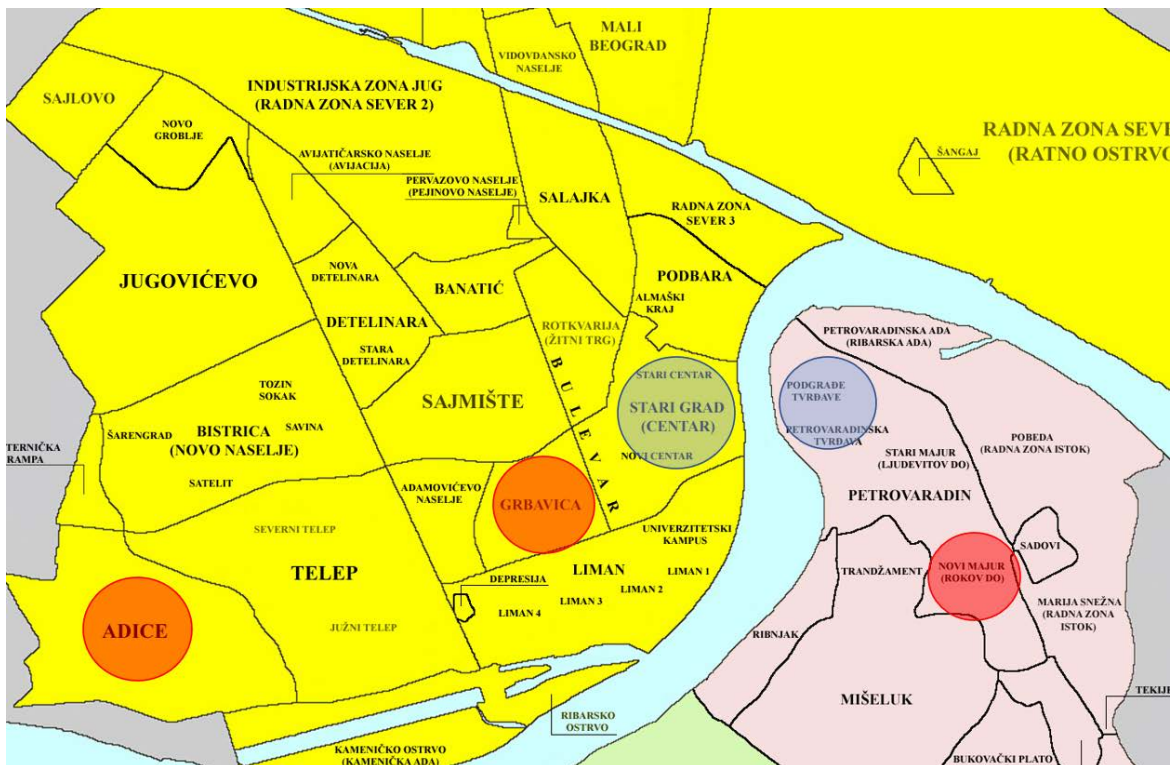 MALI
BEOGRAD
VIDOVDANSKO
NASELJE
SAJLOVO
INDUSTRIJSKA ZONA JUG
(RADNA ZONA SEVER 2)
NOVO
GROBLJE
AVIJATIČARSKO NASELJE
(AVIJACIJA)
PERVAZOVO NASELJE
(PEJINOVO NASELJE)
SALAJKA
RADNA ZONA
SEVER 3
RADNA ZONA SEVE
(RATNO OSTRVO
ŠANGAJ
JUGOVIĆEVO
NOVA
DETELINARA
DETELINARA
STARA
DETELINARA
BANATIĆ
PODBARA
ALMAŠKI
KRAJ
ROTKVARIJA
(ŽITNI TRG)
BULEVAR
PETROVARADINSKA ADA
(RIBARSKA ADA)
STARI CENTAR
STARI GRAD
(CENTAR)
NOVI CENTAR
PODGRAĐE
TVRĐAVE
PETROVARADINSKA
TVRĐAVA
SAJMIŠTE
TOZIN
SOKAK
SAVINA
ŠARENGRAD
BISTRICA
(NOVO NASELJE)
SATELIT
TERNIČKA
RAMPA
STARI MAJUR
(LJUDEVITOV DO)
POBEDA
(RADNA ZONA ISTOK)
PETROVARADIN
ADAMOVIĆEVO
NASELJE
GRBAVICA
UNIVERZITETSKI
KAMPUS
SEVERNI TELEP
TELEP
JUŽNI TELEP
DEPRESIJA
LIMAN
LIMAN 1
LIMAN 2
LIMAN 3
LIMAN 4
ADICE
SADOVI
TRANDŽAMENT
NOVI MAJUR
(ROKOV DO)
MARIJA SNEŽNA
(RADNA ZONA
ISTOK)
RIBNJAK
MIŠELUK
TEKIJE
RIBARSKO
OSTRVO
KAMENIČKO OSTRVO
(KAMENIČKA ADA)
BUKOVAČKI PLATO